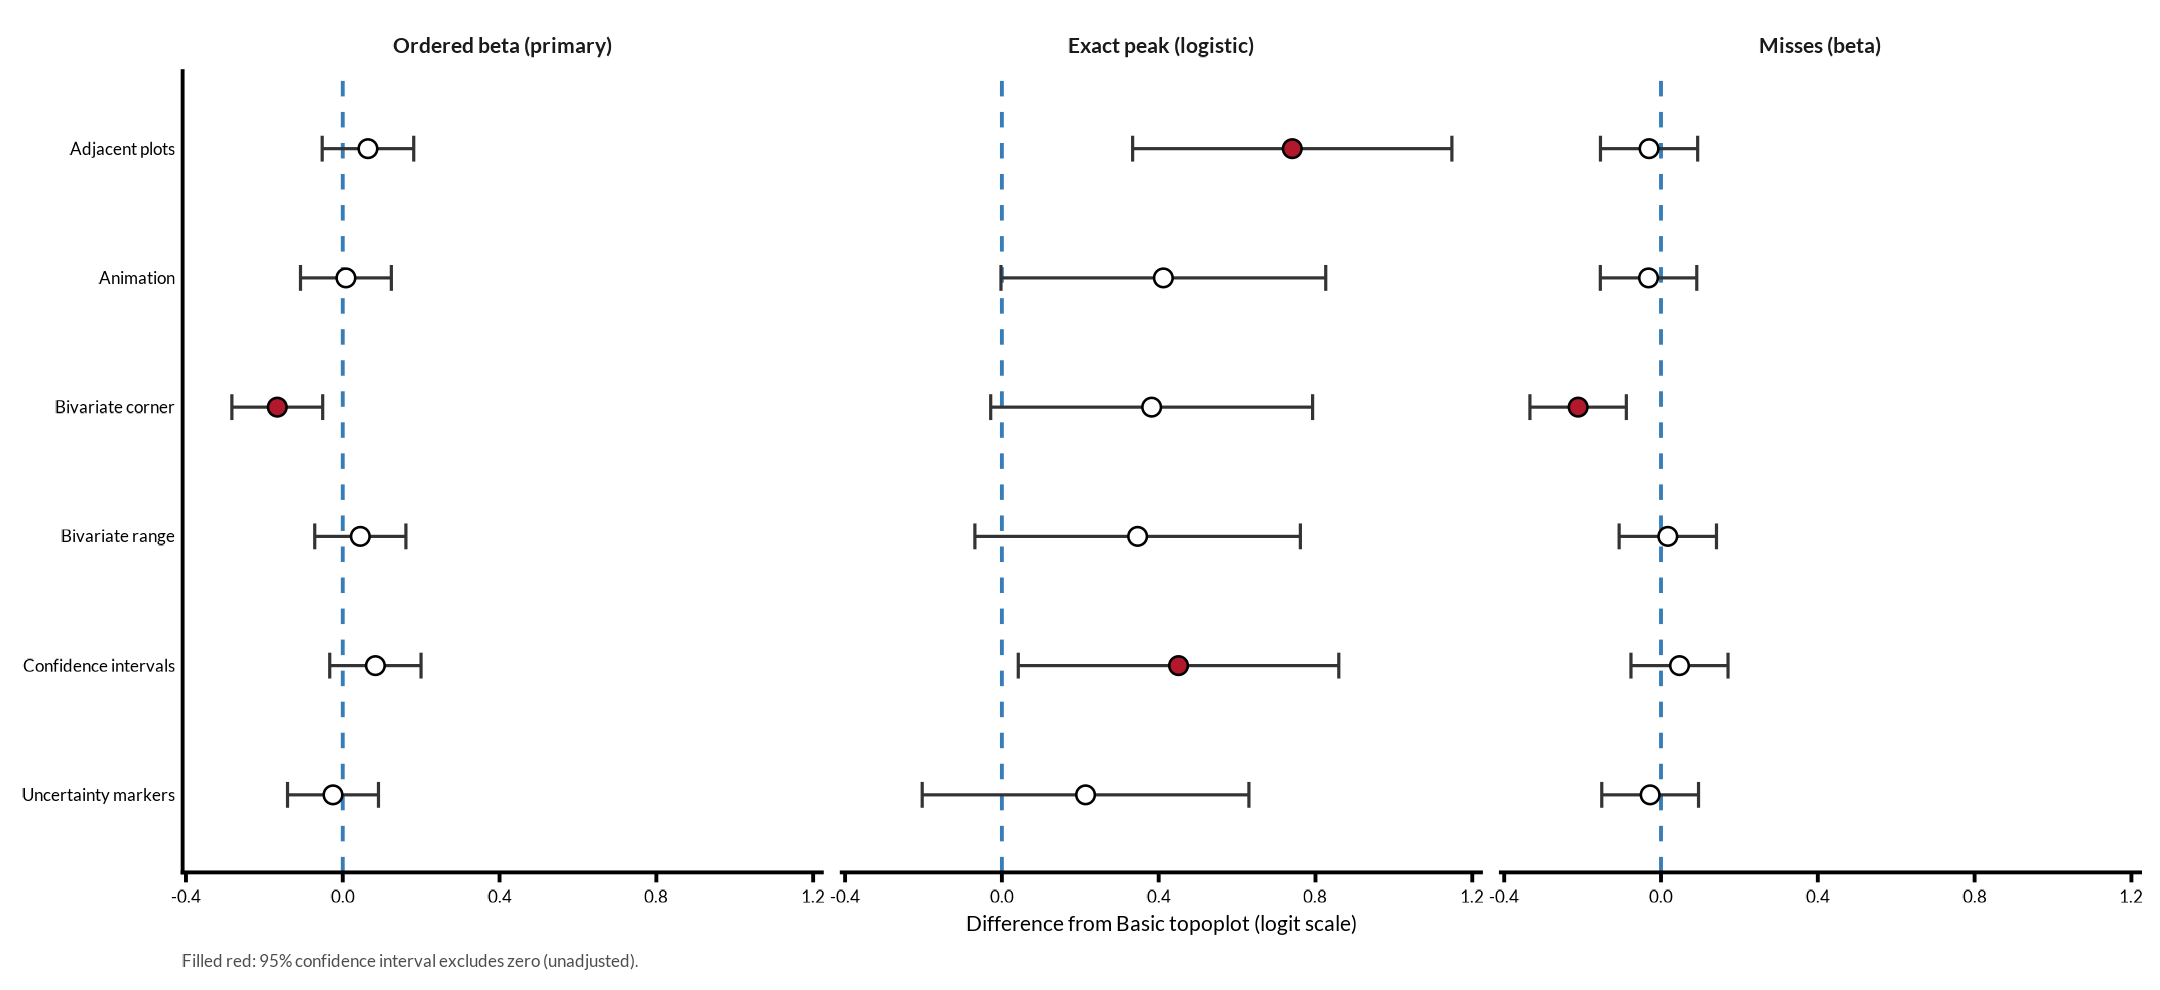 Ordered beta (primary) Exact peak (logistic) Misses (beta)
Adjacent plots
Animation
Bivariate corner
Bivariate range
Confidence intervals
Uncertainty markers
-0.4 0.0 0.4 0.8 1.2 -0.4 0.0 0.4 0.8 1.2 -0.4 0.0 0.4 0.8 1.2
Difference from Basic topoplot (logit scale)
Filled red: 95% confidence interval excludes zero (unadjusted).